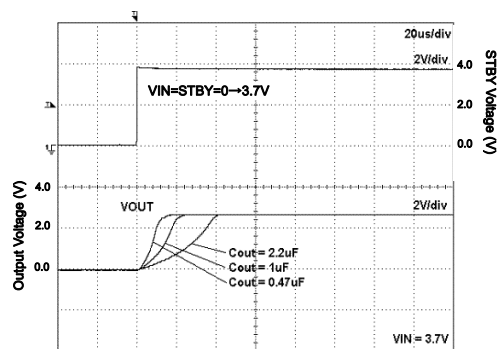 20us/div
2V/div
VIN=STBY=0→3.7V
4.0
2.0
0.0
STBY Voltage (V)
4.0
2.0
0.0
Output Voltage (V)
VOUT
2V/div
Cout = 2.2uF
Cout = 1uF
Cout = 0.47uF
VIN = 3.7V